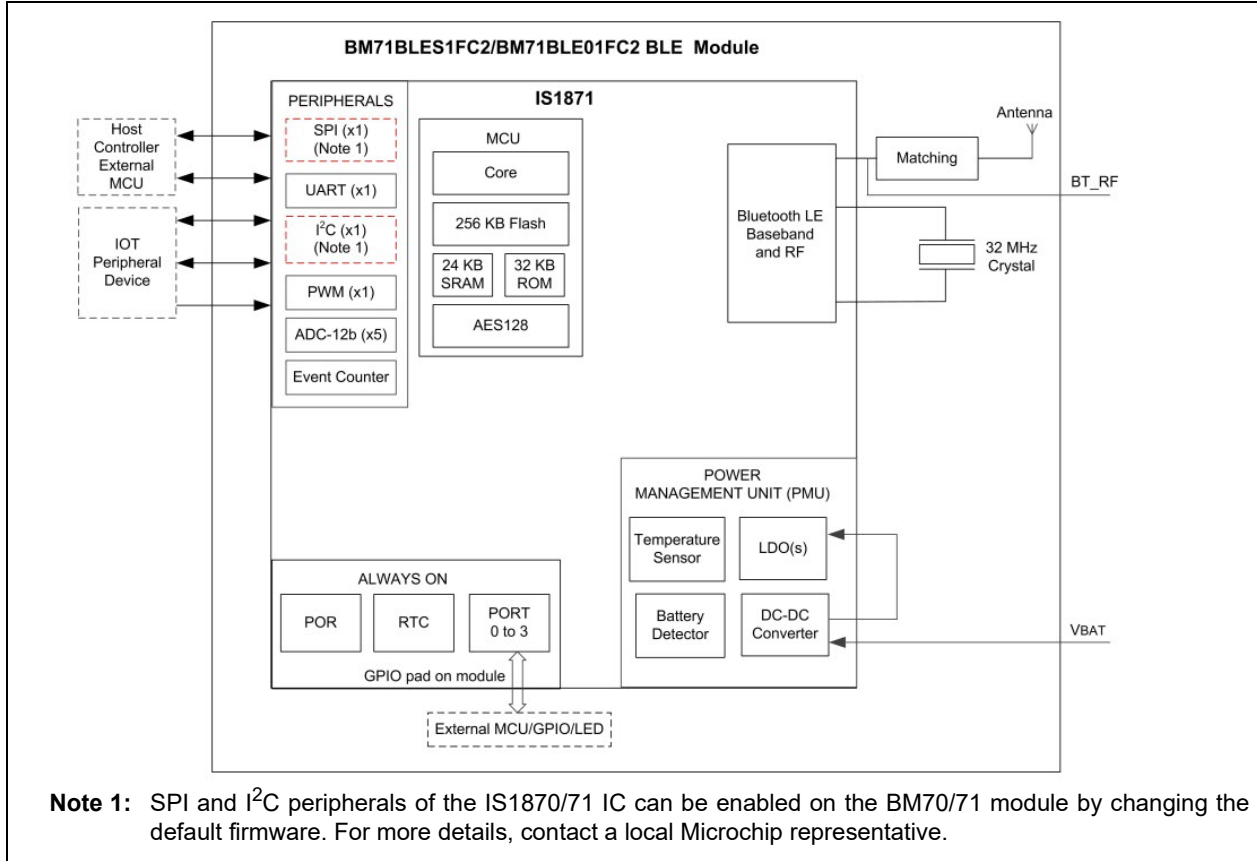 BM71BLES1FC2/BM71BLE01FC2 BLE Module
IS1871
PERIPHERALS
SPI (x1)
(Note 1)
UART (x1)
I²C (x1)
(Note 1)
PWM (x1)
ADC-12b (x5)
Event Counter
Host
Controller
External
MCU
IOT
Peripheral
Device
MCU
Core
256 KB Flash
24 KB
SRAM
32 KB
ROM
AES128
Bluetooth LE
Baseband
and RF
Matching
Antenna
BT_RF
32 MHz
Crystal
POWER
MANAGEMENT UNIT (PMU)
Temperature
Sensor
LDO(s)
Battery
Detector
DC-DC
Converter
VBAT
ALWAYS ON
POR
RTC
PORT
0 to 3
GPIO pad on module
External MCU/GPIO/LED
Note 1: SPI and I²C peripherals of the IS1870/71 IC can be enabled on the BM70/71 module by changing the
default firmware. For more details, contact a local Microchip representative.